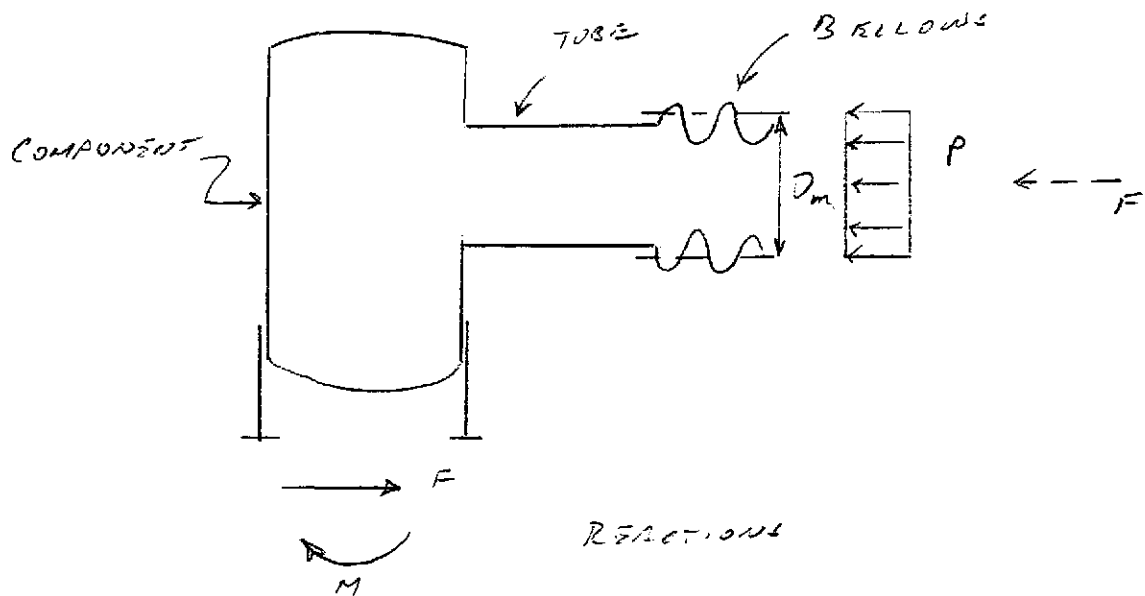 TUBE
BELLOWS
COMPONENT
P
Dm
F
F
REACTIONS
M